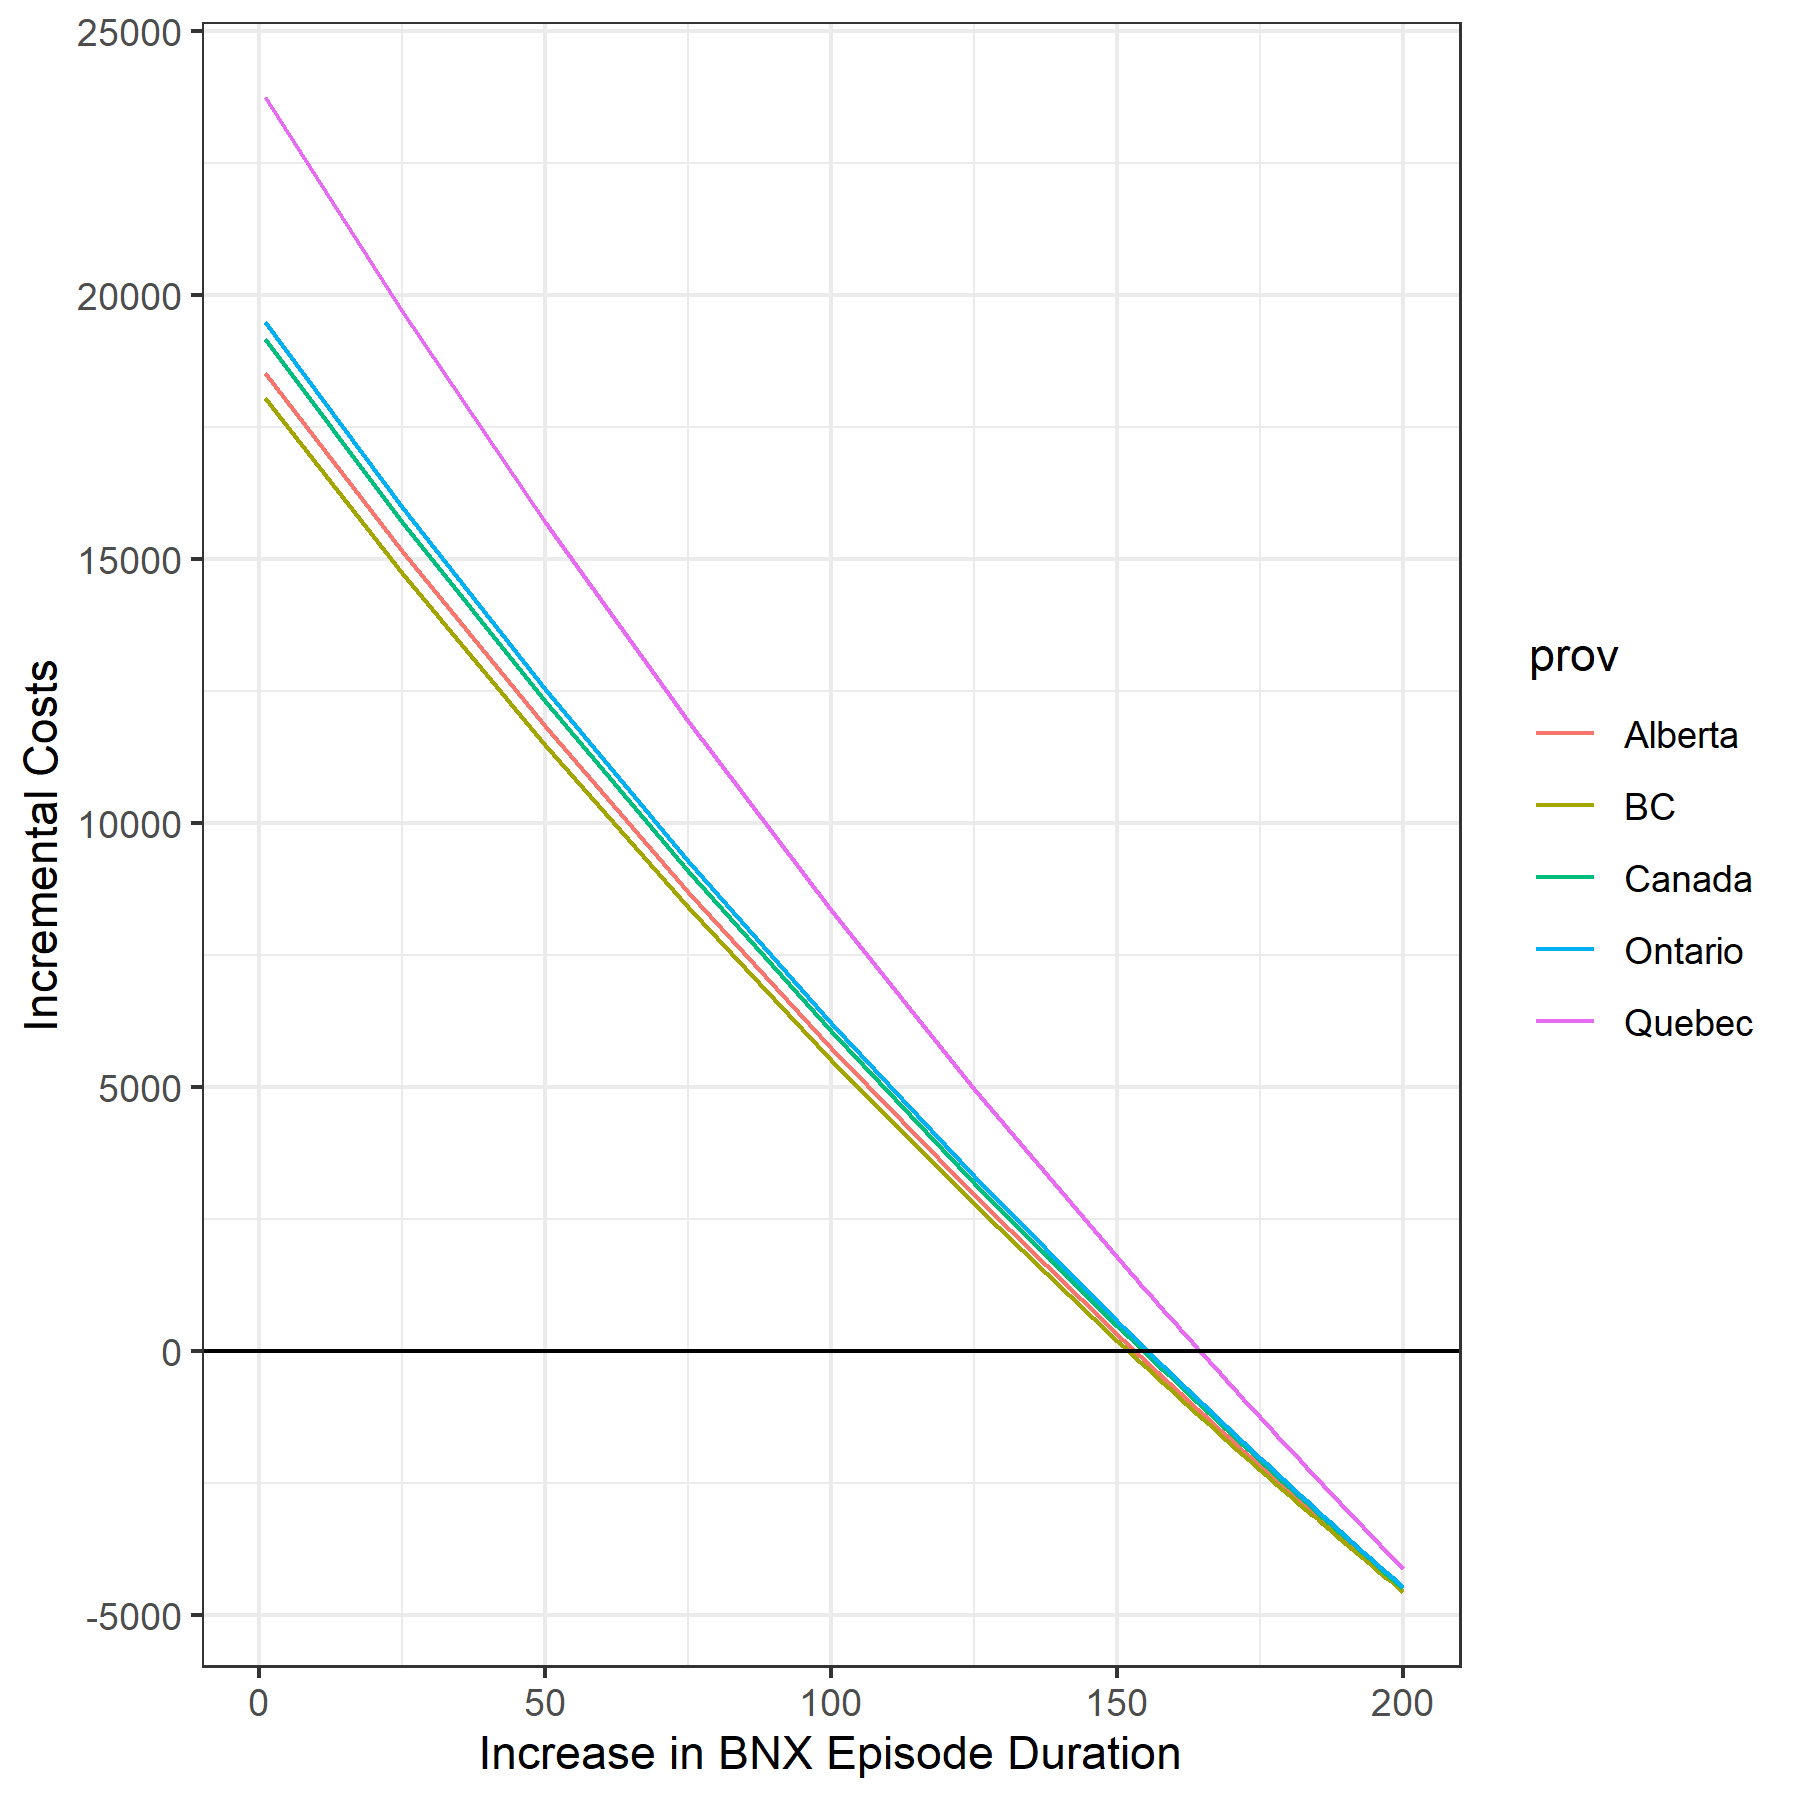 25000
20000
15000
10000
5000
0
-5000
Incremental Costs
0 50 100 150 200
Increase in BNX Episode Duration
prov
Alberta
BC
Canada
Ontario
Quebec